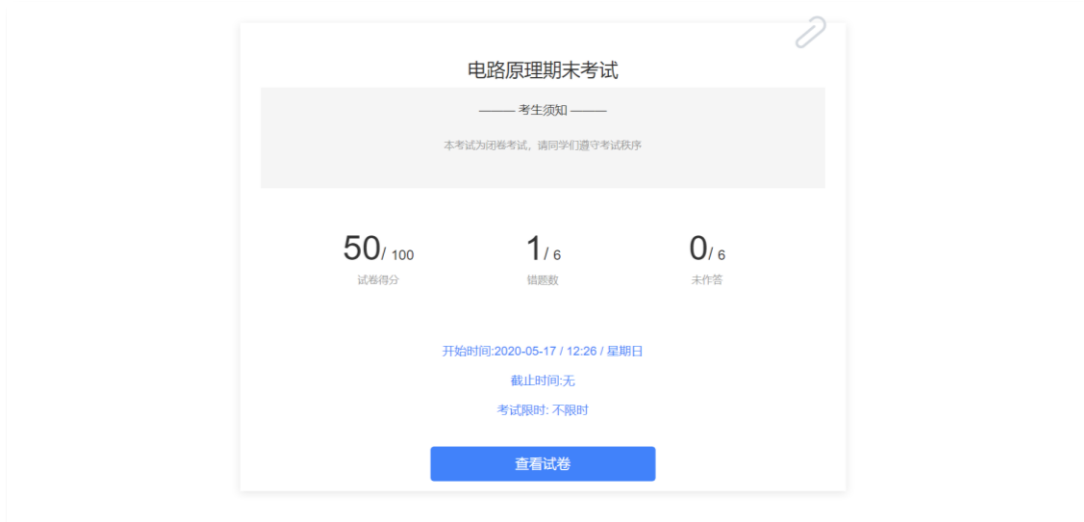 电路原理期末考试
——— 考生须知 ———
本考试为闭卷考试，请同学们遵守考试秩序
50/ 100
1/ 6
0/ 6
试卷得分
错题数
未作答
开始时间:2020-05-17 / 12:26 / 星期日
截止时间:无
考试限时: 不限时
查看试卷